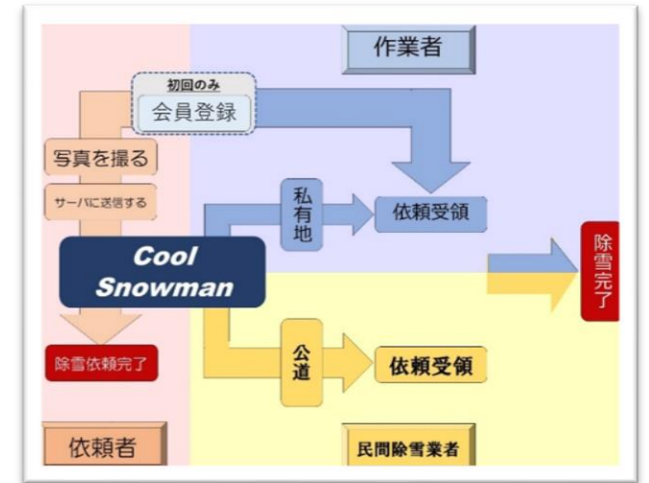 作業者
初回のみ
会員登録
写真を撮る
サーバに送信する
私有地
依頼受領
Cool
Snowman
除雪完了
公道
依頼受領
除雪依頼完了
依頼者
民間除雪業者